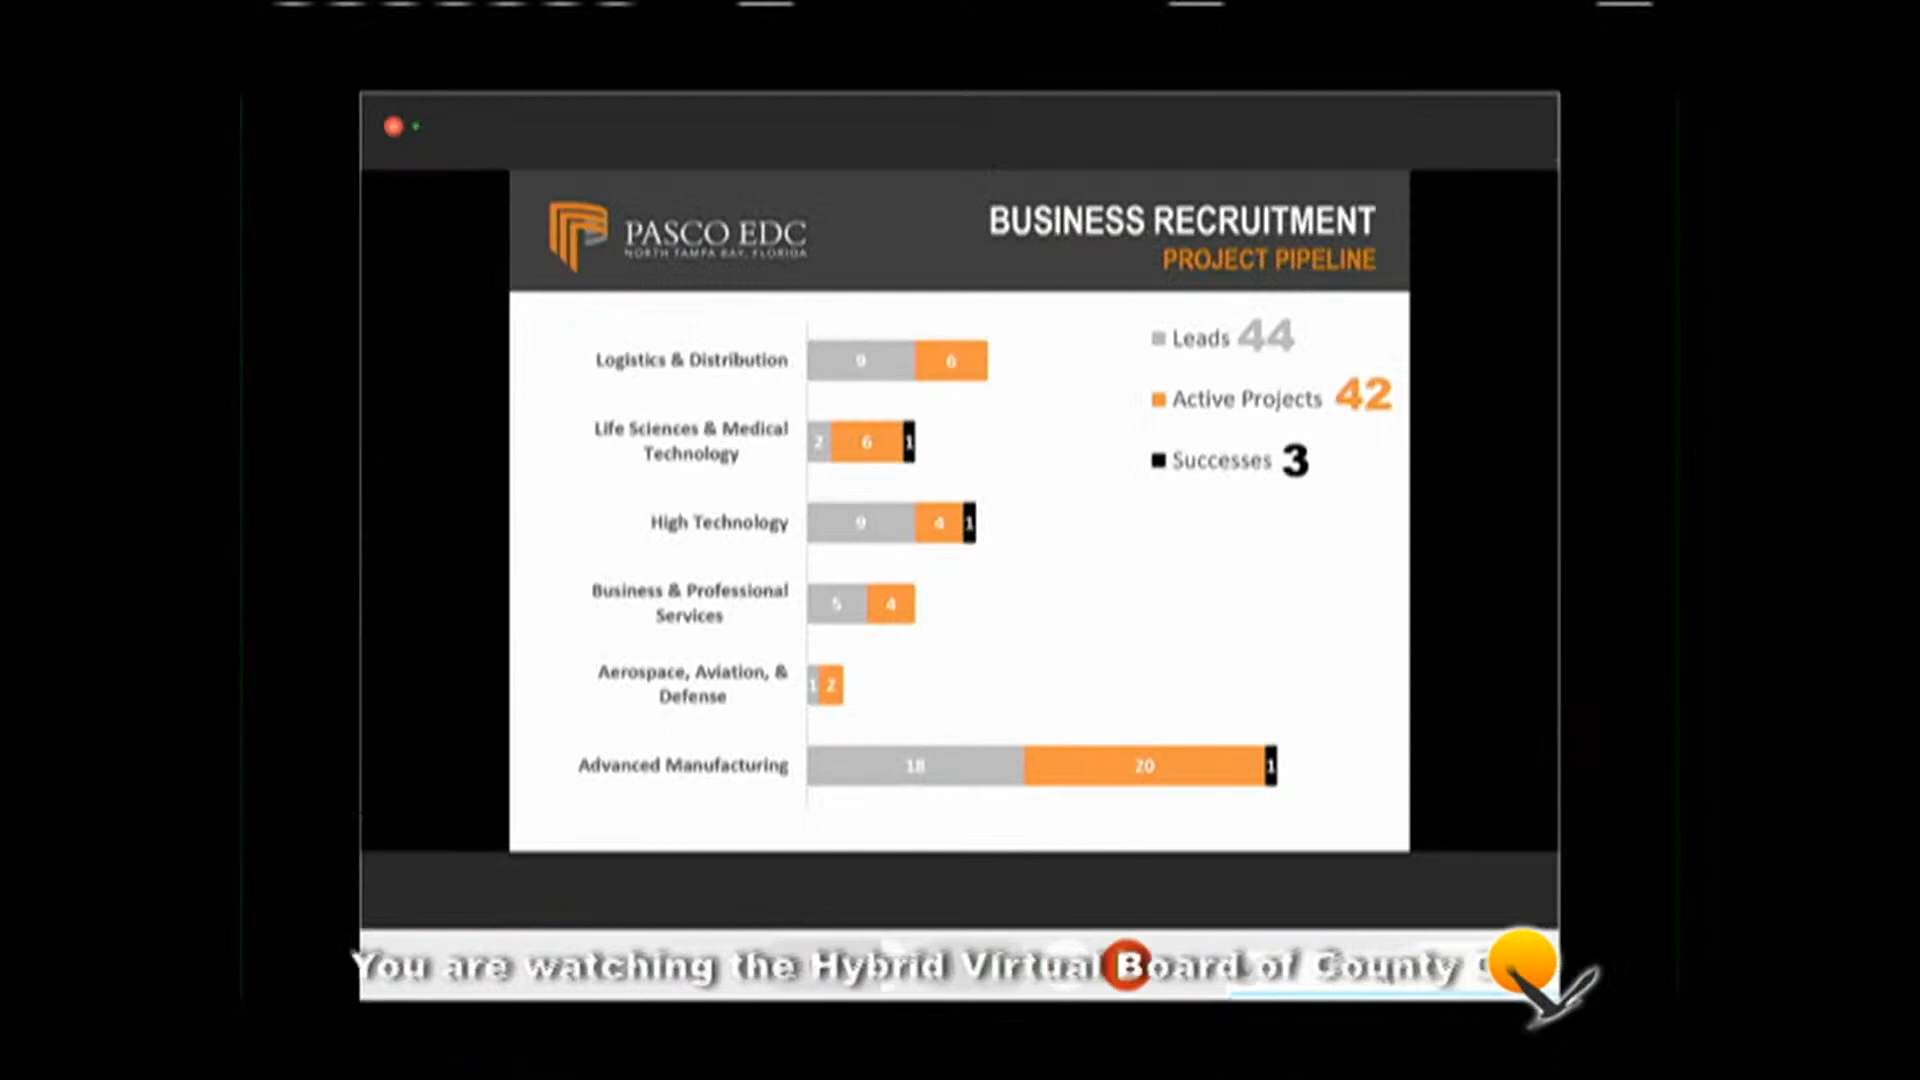 PASCO EDC
NORTH TAMPA BAY, FLORIDA
BUSINESS RECRUITMENT
PROJECT PIPELINE
Leads 44
Active Projects 42
Successes 3
Logistics & Distribution
9 6
Life Sciences & Medical
Technology
2 6 1
High Technology
9 4 1
Business & Professional
Services
5 4
Aerospace, Aviation, &
Defense
1 2
Advanced Manufacturing
18 20 1
You are watching the Hybrid Virtual Board of County